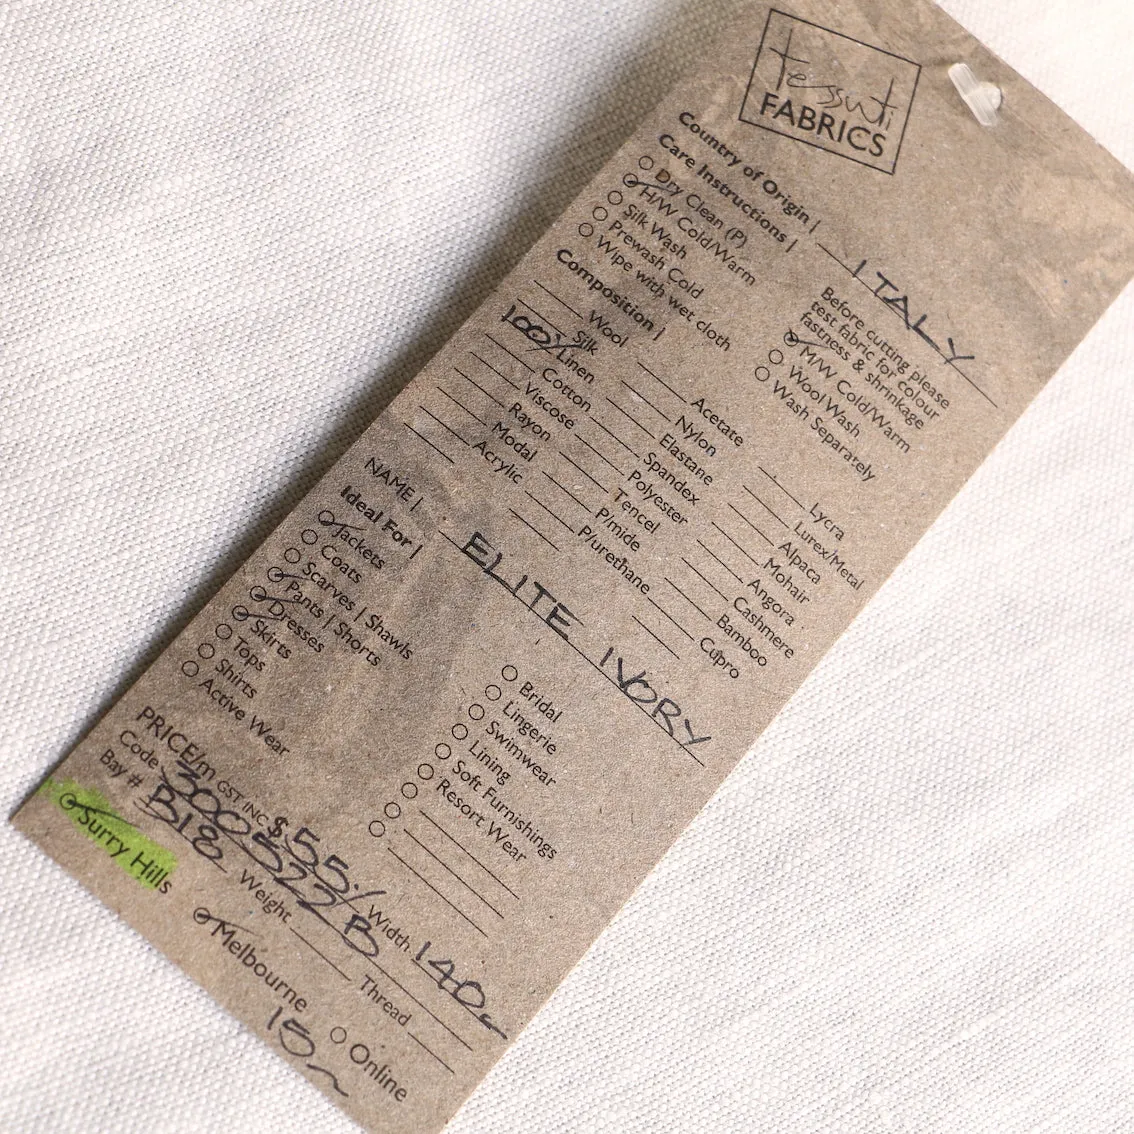 tessuti
FABRICS
Country of Origin | ITALY
Care Instructions |
Dry Clean (P)
H/W Cold/Warm
Silk Wash
Prewash Cold
Wipe with wet cloth
Before cutting please
test fabric for colour
fastness & shrinkage
M/W Cold/Warm
Wool Wash
Wash Separately
Composition |
Wool
Silk
100% Linen
Cotton
Viscose
Rayon
Modal
Acrylic
Acetate
Nylon
Elastane
Spandex
Polyester
Tencel
P/mide
P/urethane
Lycra
Lurex/Metal
Alpaca
Mohair
Angora
Cashmere
Bamboo
Cupro
NAME | ELITE IVORY
Ideal For |
Jackets
Coats
Scarves | Shawls
Pants | Shorts
Dresses
Skirts
Tops
Shirts
Active Wear
Bridal
Lingerie
Swimwear
Lining
Soft Furnishings
Resort Wear
PRICE/m GST INC $55. Width 140
Code 300522 B
Bay # B18 Weight Thread
Surry Hills Melbourne Online
15